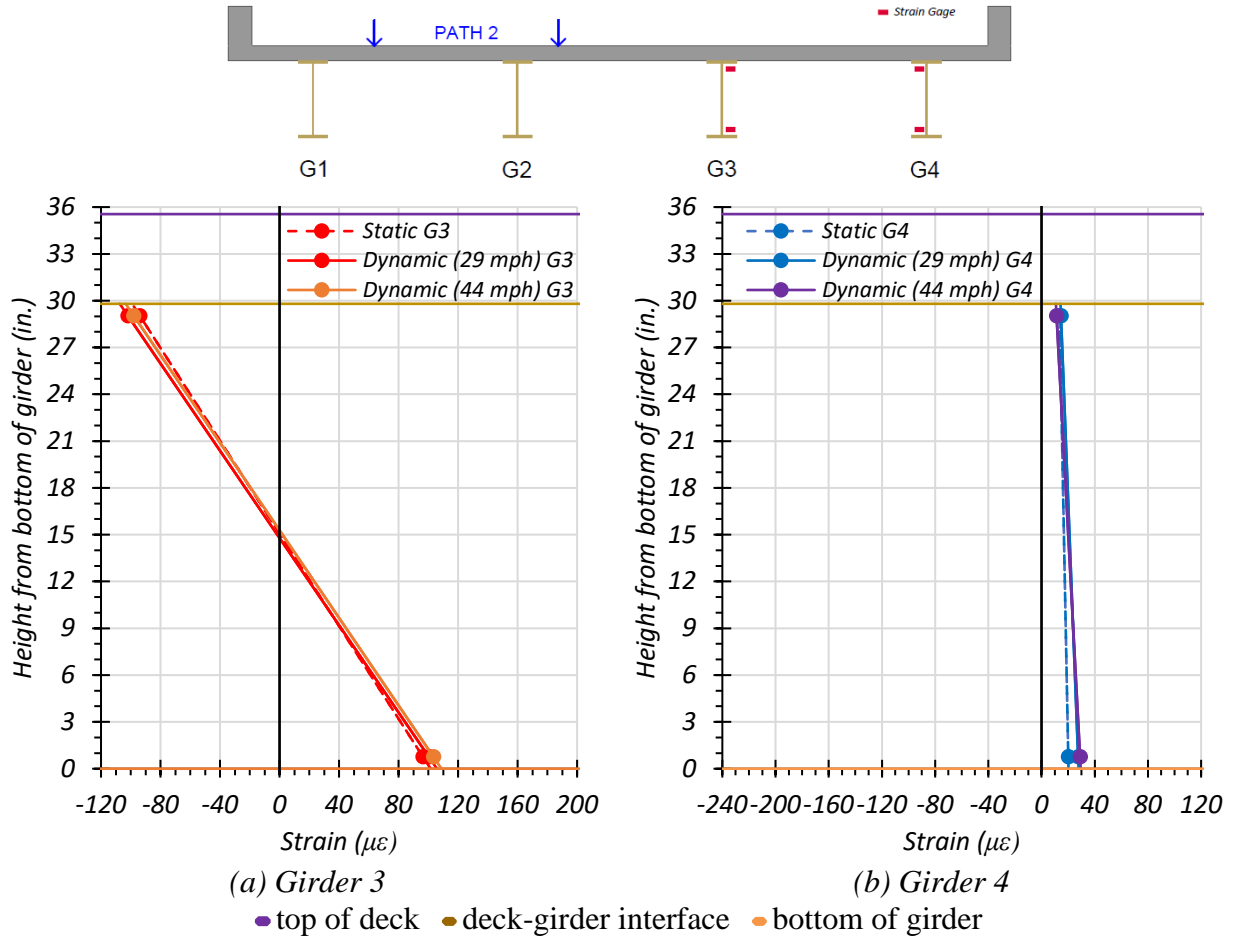 Strain Gage
PATH 2
G1 G2 G3 G4
36
33
30
27
24
21
18
15
12
9
6
3
0
Height from bottom of girder (in.)
Static G3
Dynamic (29 mph) G3
Dynamic (44 mph) G3
-120 -80 -40 0 40 80 120 160 200
Strain (με)
(a) Girder 3
36
33
30
27
24
21
18
15
12
9
6
3
0
Height from bottom of girder (in.)
Static G4
Dynamic (29 mph) G4
Dynamic (44 mph) G4
-240 -200 -160 -120 -80 -40 0 40 80 120
Strain (με)
(b) Girder 4
top of deck deck-girder interface bottom of girder